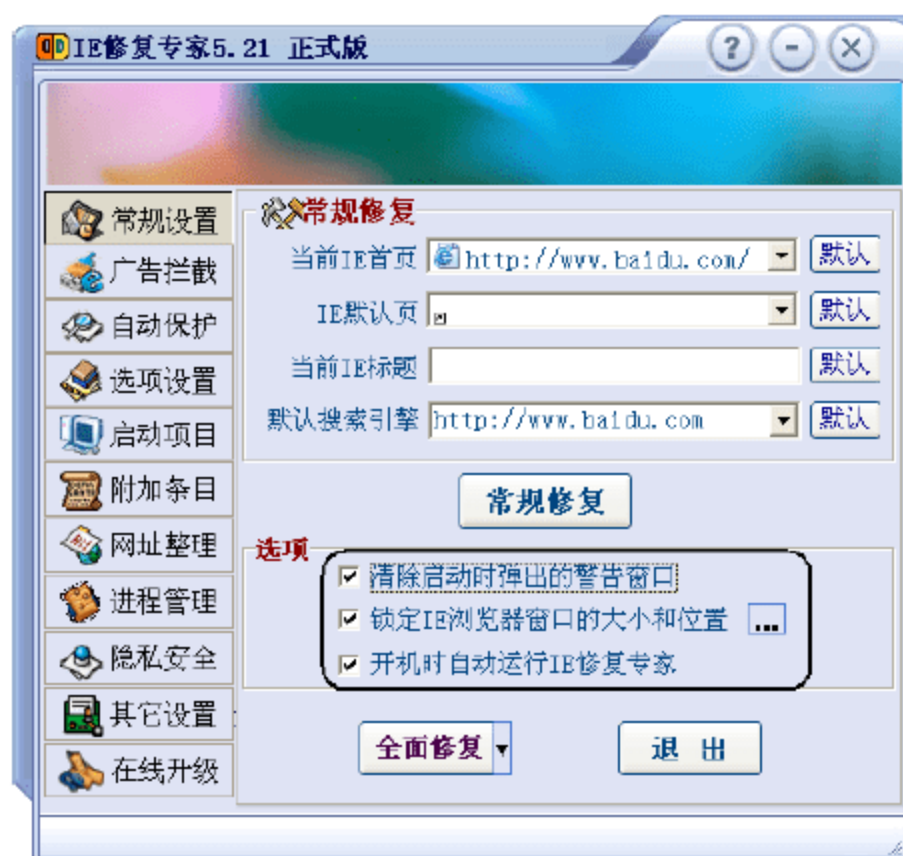 IE修复专家5.21 正式版
常规设置
广告拦截
自动保护
选项设置
启动项目
附加条目
网址整理
进程管理
隐私安全
其它设置
在线升级
常规修复
当前IE首页 http://www.baidu.com/ 默认
IE默认页 默认
当前IE标题 默认
默认搜索引擎 http://www.baidu.com 默认
常规修复
选项
清除启动时弹出的警告窗口
锁定IE浏览器窗口的大小和位置 ...
开机时自动运行IE修复专家
全面修复
退出